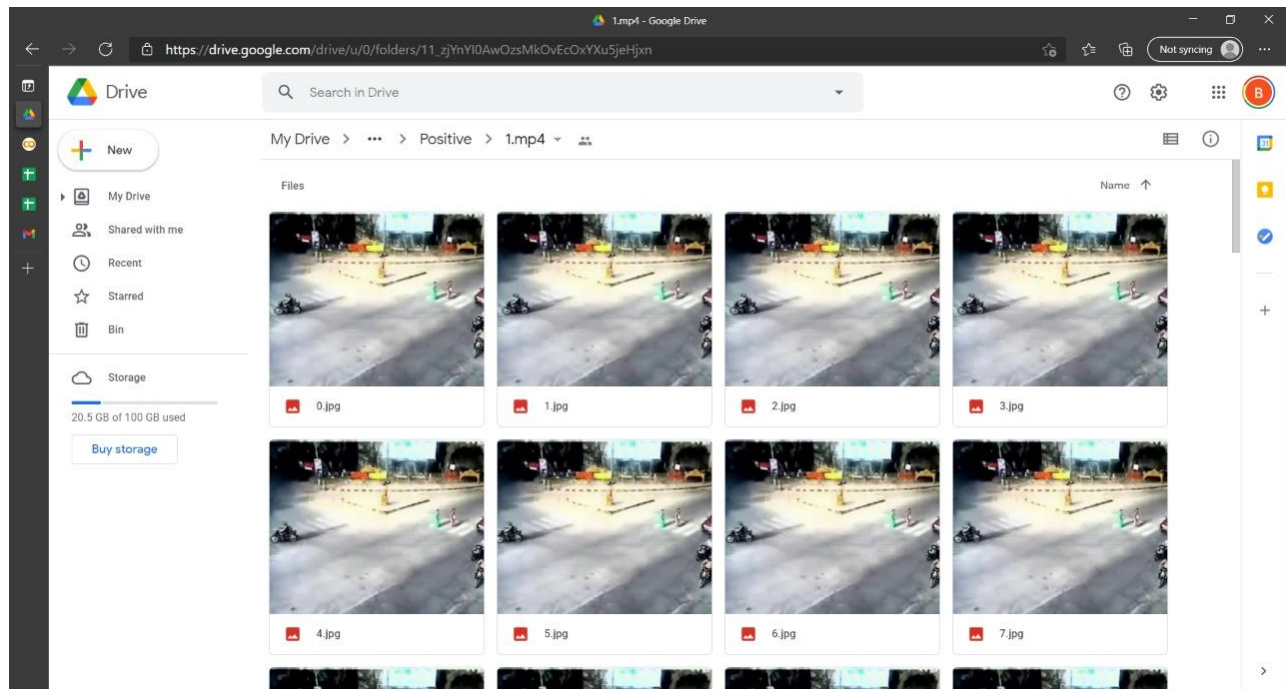 1.mp4 - Google Drive
https://drive.google.com/drive/u/0/folders/11_zjYnYI0AwOzsMkOvEcOxYXu5jeHjxn
Not syncing
Drive
Search in Drive
B
New
My Drive > ••• > Positive > 1.mp4
31
My Drive
Files
Name
Shared with me
Recent
Starred
Bin
Storage
20.5 GB of 100 GB used
Buy storage
0.jpg
1.jpg
2.jpg
3.jpg
4.jpg
5.jpg
6.jpg
7.jpg